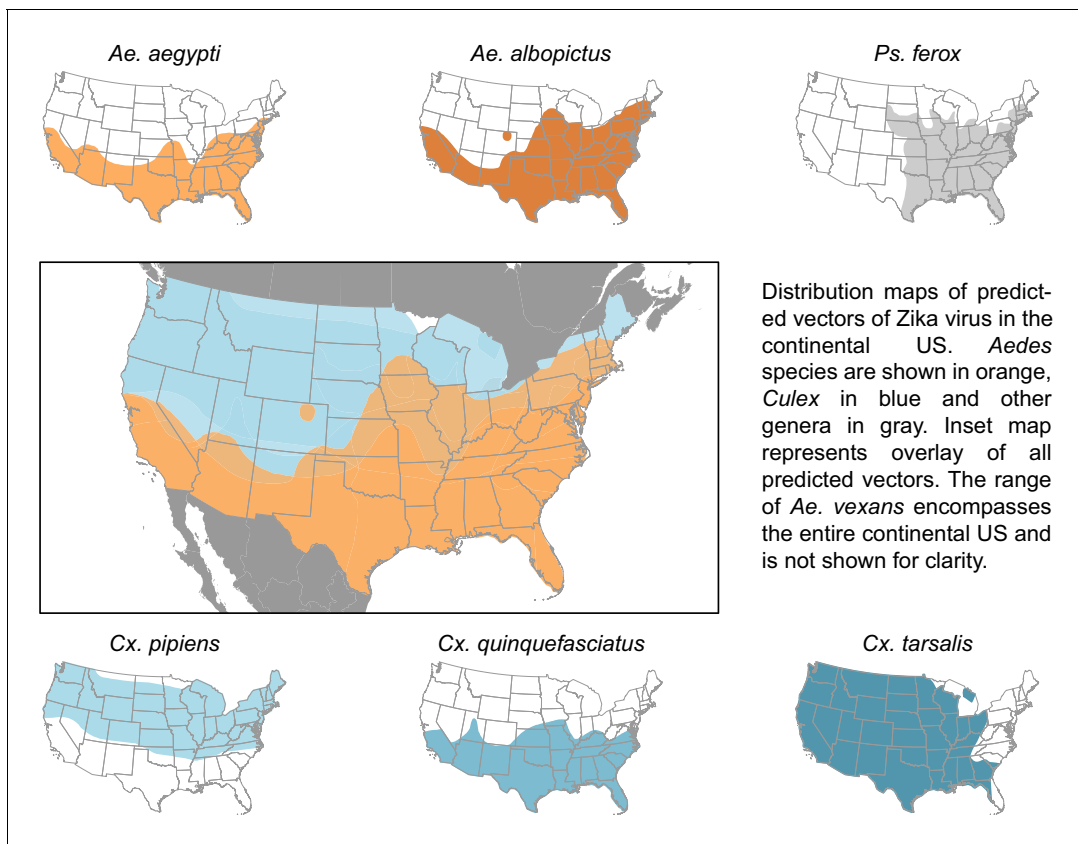 Ae. aegypti
Ae. albopictus
Ps. ferox
Distribution maps of predict-
ed vectors of Zika virus in the
continental US. Aedes
species are shown in orange,
Culex in blue and other
genera in gray. Inset map
represents overlay of all
predicted vectors. The range
of Ae. vexans encompasses
the entire continental US and
is not shown for clarity.
Cx. pipiens
Cx. quinquefasciatus
Cx. tarsalis